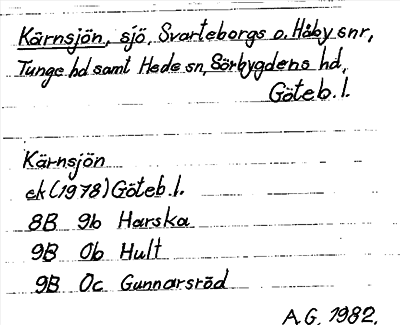 Kärnsjön, sjö, Svarteborgs o. Håby snr,
Tunge hd samt Hede sn, Sörbygdens hd,
Göteb. l.
Kärnsjön
ek (1978) Göteb. l.
8B 9b Harska
9B 0b Hult
9B 0c Gunnarsröd
A.G. 1982.